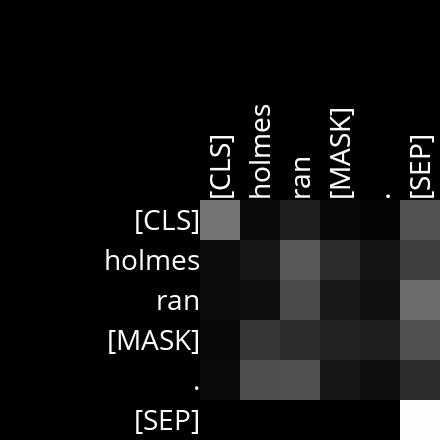 [CLS] holmes ran [MASK] . [SEP]
[CLS]
holmes
ran
[MASK]
.
[SEP]